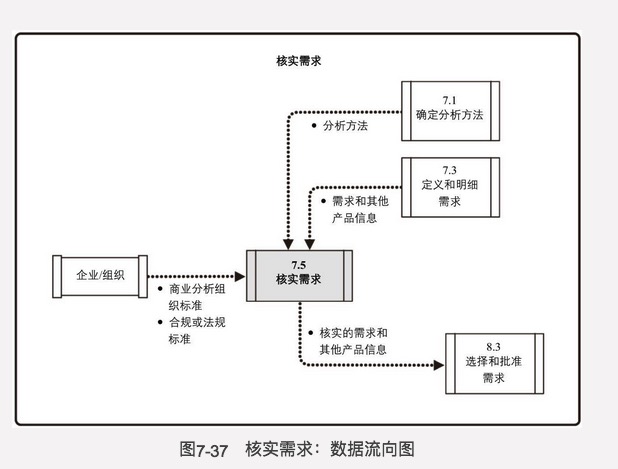 核实需求
7.1
确定分析方法
• 分析方法
7.3
定义和明细
需求
• 需求和其他
产品信息
企业/组织
7.5
核实需求
• 商业分析组
织标准
• 合规或法规
标准
• 核实的需求和
其他产品信息
8.3
选择和批准
需求
图7-37 核实需求：数据流向图